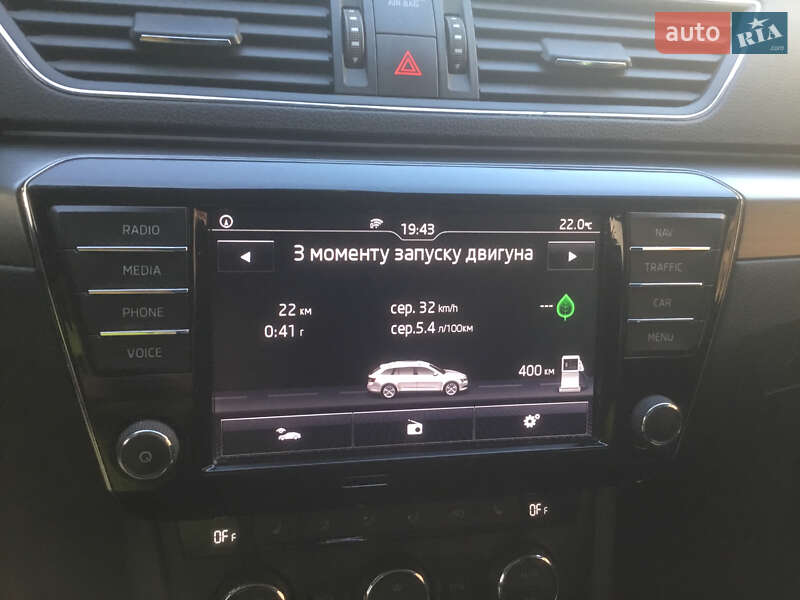 AIR BAG
auto RIA.com
RADIO
MEDIA
PHONE
VOICE
19:43
22.0°C
З моменту запуску двигуна
22 км
0:41 г
сер. 32 km/h
сер.5.4 л/100км
---
400 км
NAV
TRAFFIC
CAR
MENU
OFF
OFF